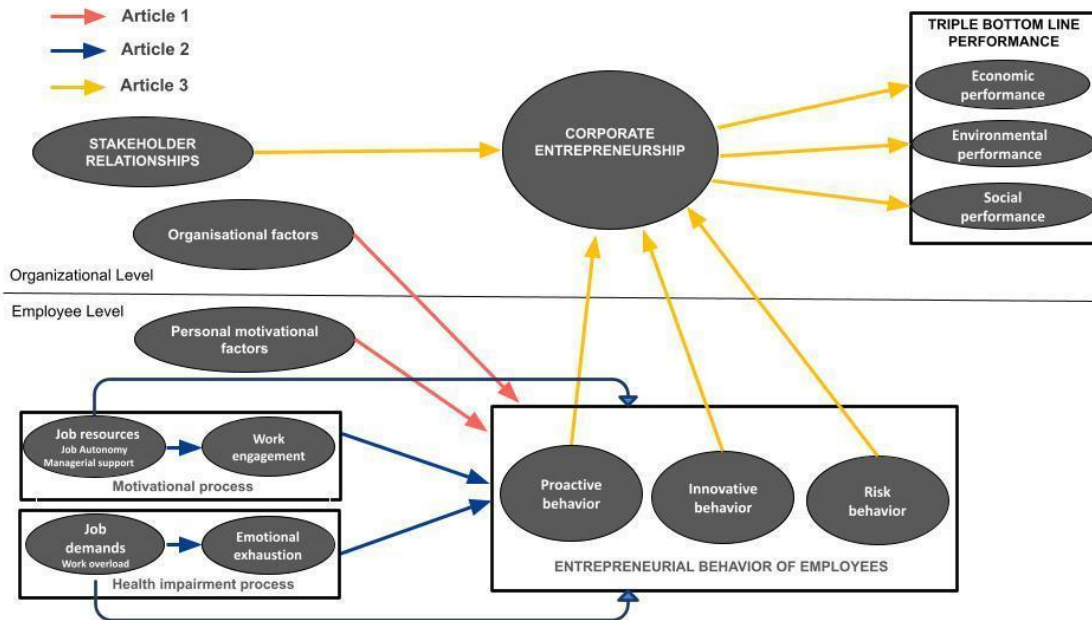 Article 1
Article 2
Article 3
TRIPLE BOTTOM LINE
PERFORMANCE
Economic
performance
Environmental
performance
Social
performance
STAKEHOLDER
RELATIONSHIPS
CORPORATE
ENTREPRENEURSHIP
Organisational factors
Organizational Level
Employee Level
Personal motivational
factors
Job resources
Job Autonomy
Managerial support
Work
engagement
Motivational process
Job
demands
Work overload
Emotional
exhaustion
Health impairment process
Proactive
behavior
Innovative
behavior
Risk
behavior
ENTREPRENEURIAL BEHAVIOR OF EMPLOYEES